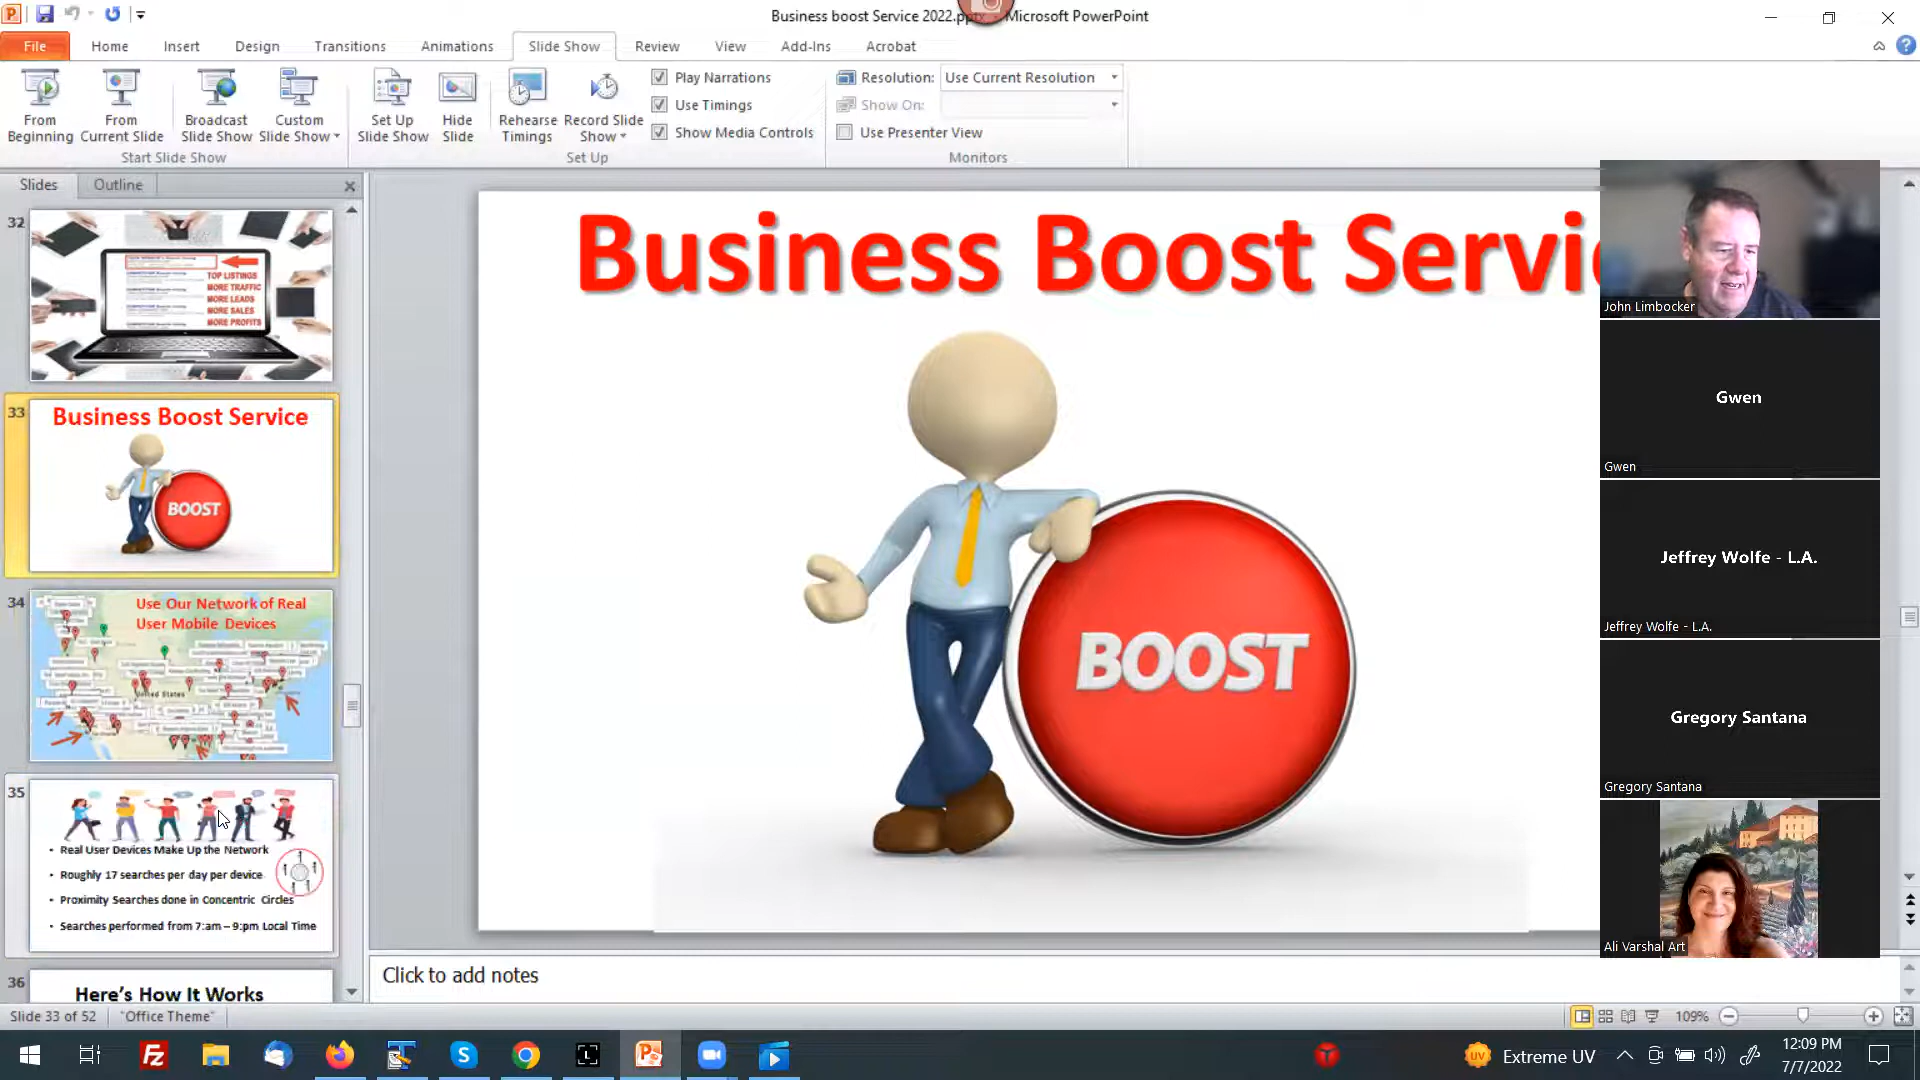 Business boost Service 2022.pptx - Microsoft PowerPoint
File Home Insert Design Transitions Animations Slide Show Review View Add-Ins Acrobat
From Beginning
From Current Slide
Broadcast Slide Show
Custom Slide Show
Set Up Slide Show
Hide Slide
Rehearse Timings
Record Slide Show
Play Narrations
Use Timings
Show Media Controls
Resolution: Use Current Resolution
Show On:
Use Presenter View
Start Slide Show
Set Up
Monitors
Slides Outline
32
TOP LISTINGS
MORE TRAFFIC
MORE LEADS
MORE SALES
MORE PROFITS
33
Business Boost Service
BOOST
34
Use Our Network of Real
User Mobile Devices
United States
35
• Real User Devices Make Up the Network
• Roughly 17 searches per day per device
• Proximity Searches done in Concentric Circles
• Searches performed from 7:am – 9:pm Local Time
36
Here's How It Works
Business Boost Servi
BOOST
John Limbocker
Gwen
Gwen
Jeffrey Wolfe - L.A.
Jeffrey Wolfe - L.A.
Gregory Santana
Gregory Santana
Ali Varshal Art
Click to add notes
Slide 33 of 52 "Office Theme" 109%
Extreme UV
12:09 PM
7/7/2022